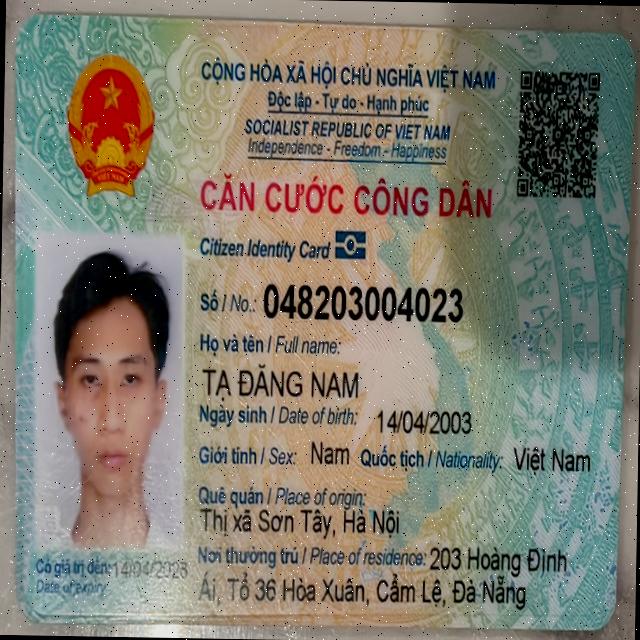 CỘNG HÒA XÃ HỘI CHỦ NGHĨA VIỆT NAM
Độc lập - Tự do - Hạnh phúc
SOCIALIST REPUBLIC OF VIET NAM
Independence - Freedom - Happiness
CĂN CƯỚC CÔNG DÂN
Citizen Identity Card
Số / No.: 048203004023
Họ và tên / Full name:
TẠ ĐĂNG NAM
Ngày sinh / Date of birth: 14/04/2003
Giới tính / Sex: Nam Quốc tịch / Nationality: Việt Nam
Quê quán / Place of origin:
Thị xã Sơn Tây, Hà Nội
Nơi thường trú / Place of residence: 203 Hoàng Đình
Ái, Tổ 36 Hòa Xuân, Cẩm Lệ, Đà Nẵng
Có giá trị đến: 14/04/2028
Date of expiry